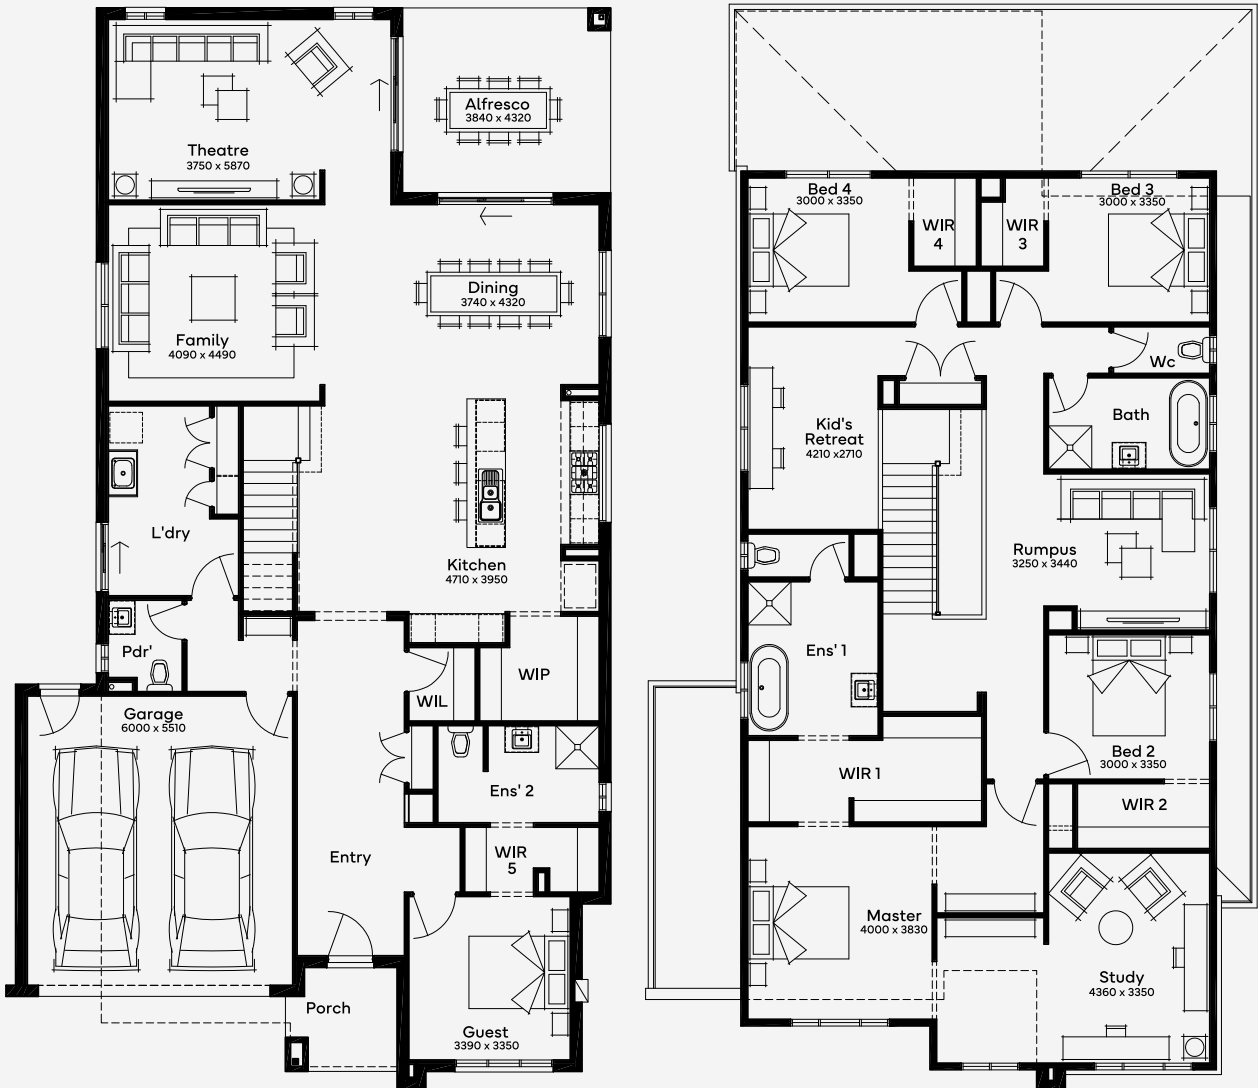 Theatre
3750 x 5870
Alfresco
3840 x 4320
Family
4090 x 4490
Dining
3740 x 4320
L'dry
Kitchen
4710 x 3950
Pdr'
WIL
WIP
Garage
6000 x 5510
Ens' 2
Entry
WIR
5
Porch
Guest
3390 x 3350
Bed 4
3000 x 3350
WIR
4
WIR
3
Bed 3
3000 x 3350
Wc
Kid's
Retreat
4210 x2710
Bath
Rumpus
3250 x 3440
Ens' 1
Bed 2
3000 x 3350
WIR 1
WIR 2
Master
4000 x 3830
Study
4360 x 3350